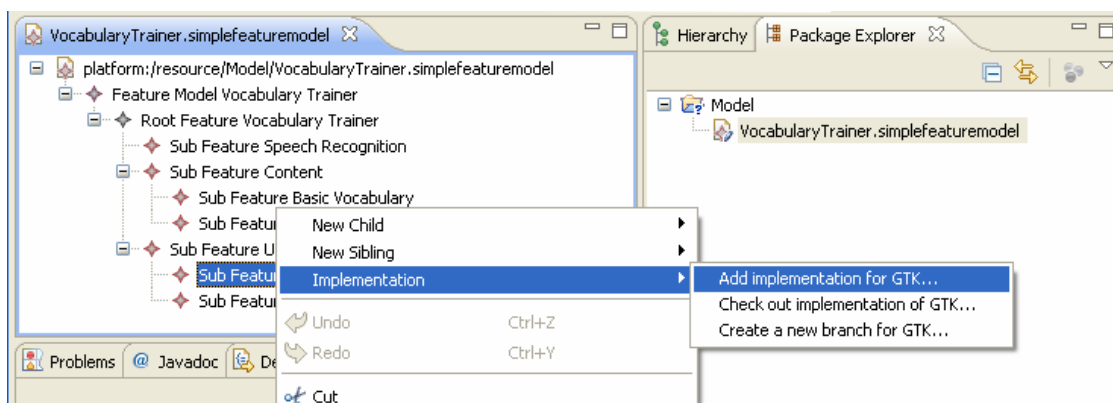 VocabularyTrainer.simplefeaturemodel
platform:/resource/Model/VocabularyTrainer.simplefeaturemodel
Feature Model Vocabulary Trainer
Root Feature Vocabulary Trainer
Sub Feature Speech Recognition
Sub Feature Content
Sub Feature Basic Vocabulary
Sub Featur
Sub Feature U
Sub Featur
Sub Featur
New Child
New Sibling
Implementation
Undo Ctrl+Z
Redo Ctrl+Y
Cut
Add implementation for GTK...
Check out implementation of GTK...
Create a new branch for GTK...
Problems @ Javadoc De
Hierarchy Package Explorer
Model
VocabularyTrainer.simplefeaturemodel